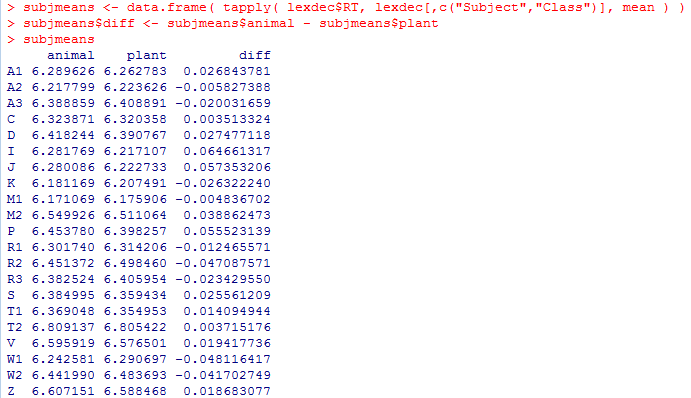 > subjmeans <- data.frame( tapply( lexdec$RT, lexdec[,c("Subject","Class")], mean ) )
> subjmeans$diff <- subjmeans$animal - subjmeans$plant
> subjmeans
animal plant diff
A1 6.289626 6.262783 0.026843781
A2 6.217799 6.223626 -0.005827388
A3 6.388859 6.408891 -0.020031659
C 6.323871 6.320358 0.003513324
D 6.418244 6.390767 0.027477118
I 6.281769 6.217107 0.064661317
J 6.280086 6.222733 0.057353206
K 6.181169 6.207491 -0.026322240
M1 6.171069 6.175906 -0.004836702
M2 6.549926 6.511064 0.038862473
P 6.453780 6.398257 0.055523139
R1 6.301740 6.314206 -0.012465571
R2 6.451372 6.498460 -0.047087571
R3 6.382524 6.405954 -0.023429550
S 6.384995 6.359434 0.025561209
T1 6.369048 6.354953 0.014094944
T2 6.809137 6.805422 0.003715176
V 6.595919 6.576501 0.019417736
W1 6.242581 6.290697 -0.048116417
W2 6.441990 6.483693 -0.041702749
Z 6.607151 6.588468 0.018683077